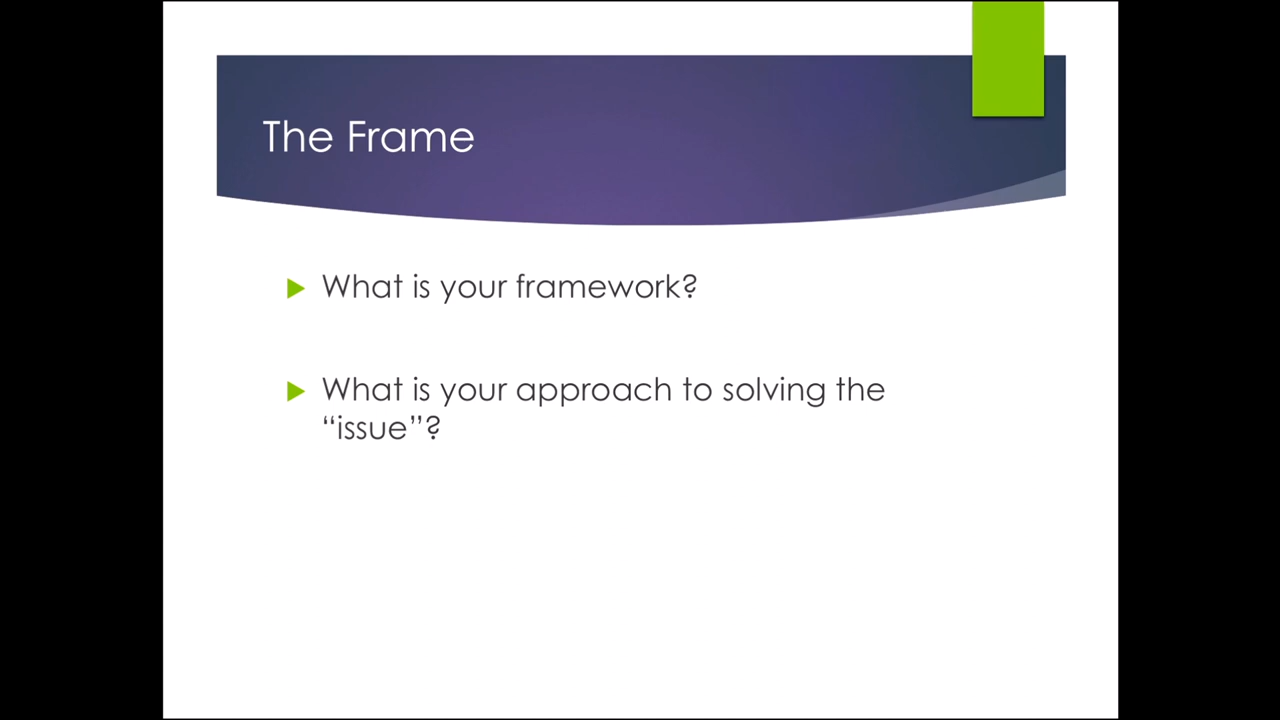 The Frame
What is your framework?
What is your approach to solving the
“issue”?